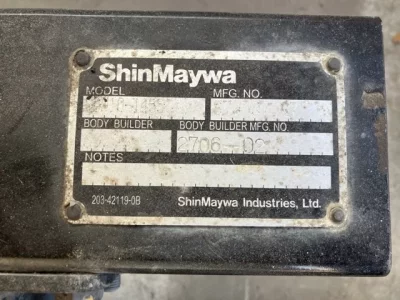 ShinMaywa
MODEL MFG. NO.
BODY BUILDER BODY BUILDER MFG. NO.
NOTES
203-42119-0B ShinMaywa Industries, Ltd.